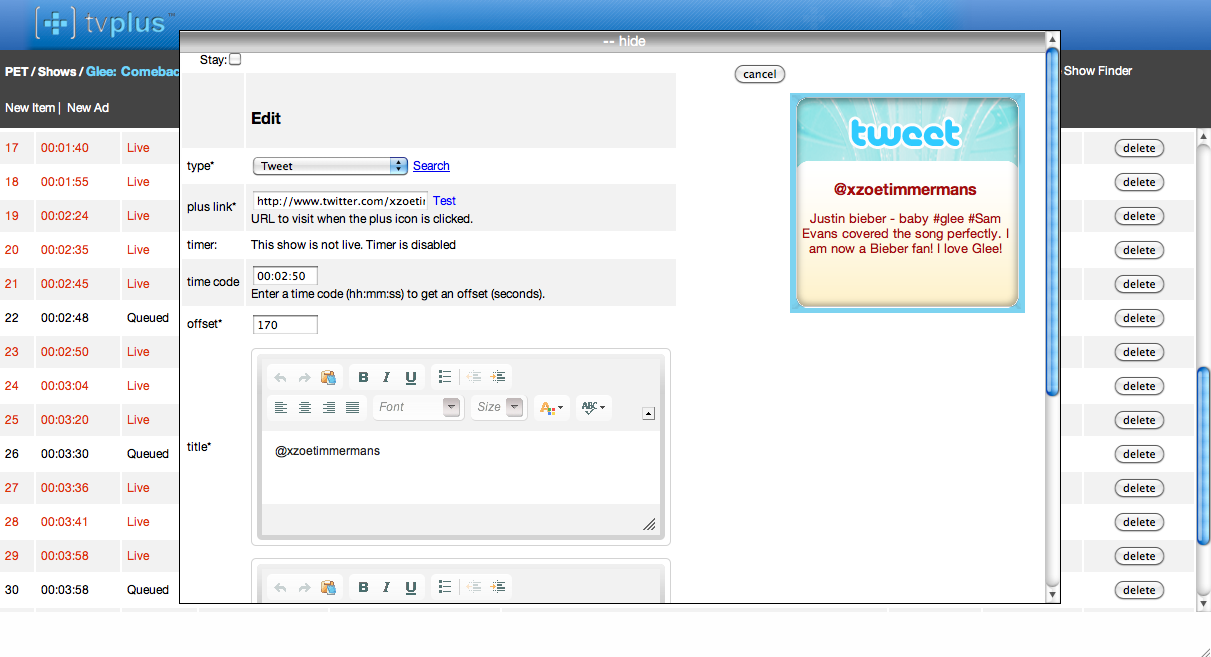 [+] tvplus™
-- hide
PET / Shows / Glee: Comebac
Show Finder
New Item | New Ad
Stay:
cancel
Edit
type* Tweet Search
plus link* http://www.twitter.com/xzoetir Test
URL to visit when the plus icon is clicked.
timer: This show is not live. Timer is disabled
time code 00:02:50
Enter a time code (hh:mm:ss) to get an offset (seconds).
offset* 170
Font Size ABC
title* @xzoetimmermans
B I U
tweet
@xzoetimmermans
Justin bieber - baby #glee #Sam
Evans covered the song perfectly. I
am now a Bieber fan! I love Glee!
17 00:01:40 Live delete
18 00:01:55 Live delete
19 00:02:24 Live delete
20 00:02:35 Live delete
21 00:02:45 Live delete
22 00:02:48 Queued delete
23 00:02:50 Live delete
24 00:03:04 Live delete
25 00:03:20 Live delete
26 00:03:30 Queued delete
27 00:03:36 Live delete
28 00:03:41 Live delete
29 00:03:58 Live delete
30 00:03:58 Queued delete
B I U